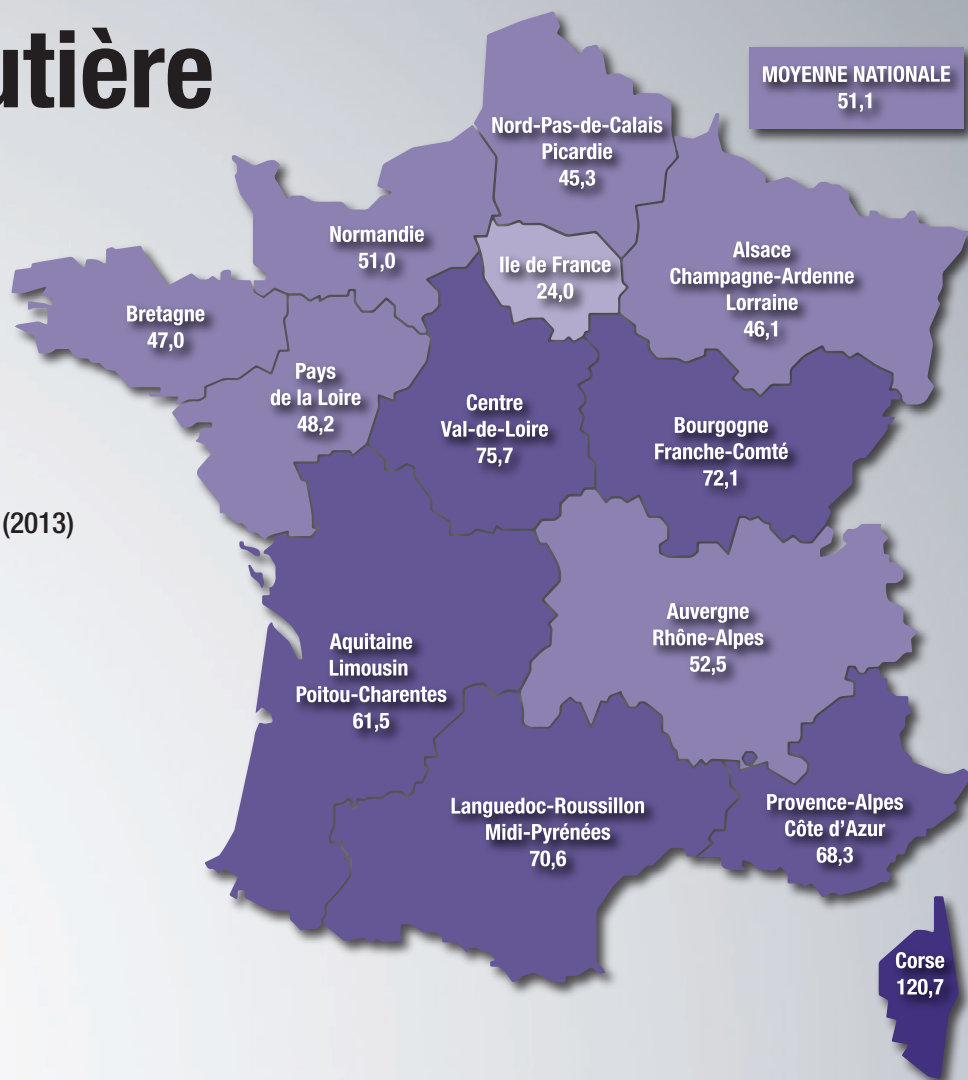 utière
MOYENNE NATIONALE
51,1
Nord-Pas-de-Calais
Picardie
45,3
Normandie
51,0
Ile de France
24,0
Alsace
Champagne-Ardenne
Lorraine
46,1
Bretagne
47,0
Pays
de la Loire
48,2
Centre
Val-de-Loire
75,7
Bourgogne
Franche-Comté
72,1
(2013)
Auvergne
Rhône-Alpes
52,5
Aquitaine
Limousin
Poitou-Charentes
61,5
Languedoc-Roussillon
Midi-Pyrénées
70,6
Provence-Alpes
Côte d'Azur
68,3
Corse
120,7